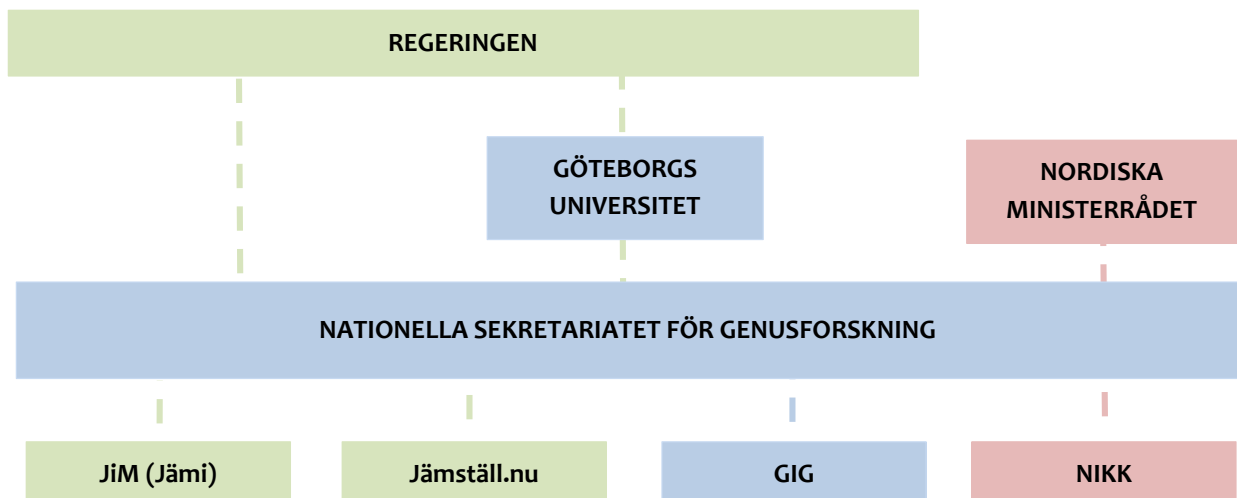 REGERINGEN
GÖTEBORGS
UNIVERSITET
NORDISKA
MINISTERRÅDET
NATIONELLA SEKRETARIATET FÖR GENUSFORSKNING
JiM (Jämi)
Jämställ.nu
GIG
NIKK